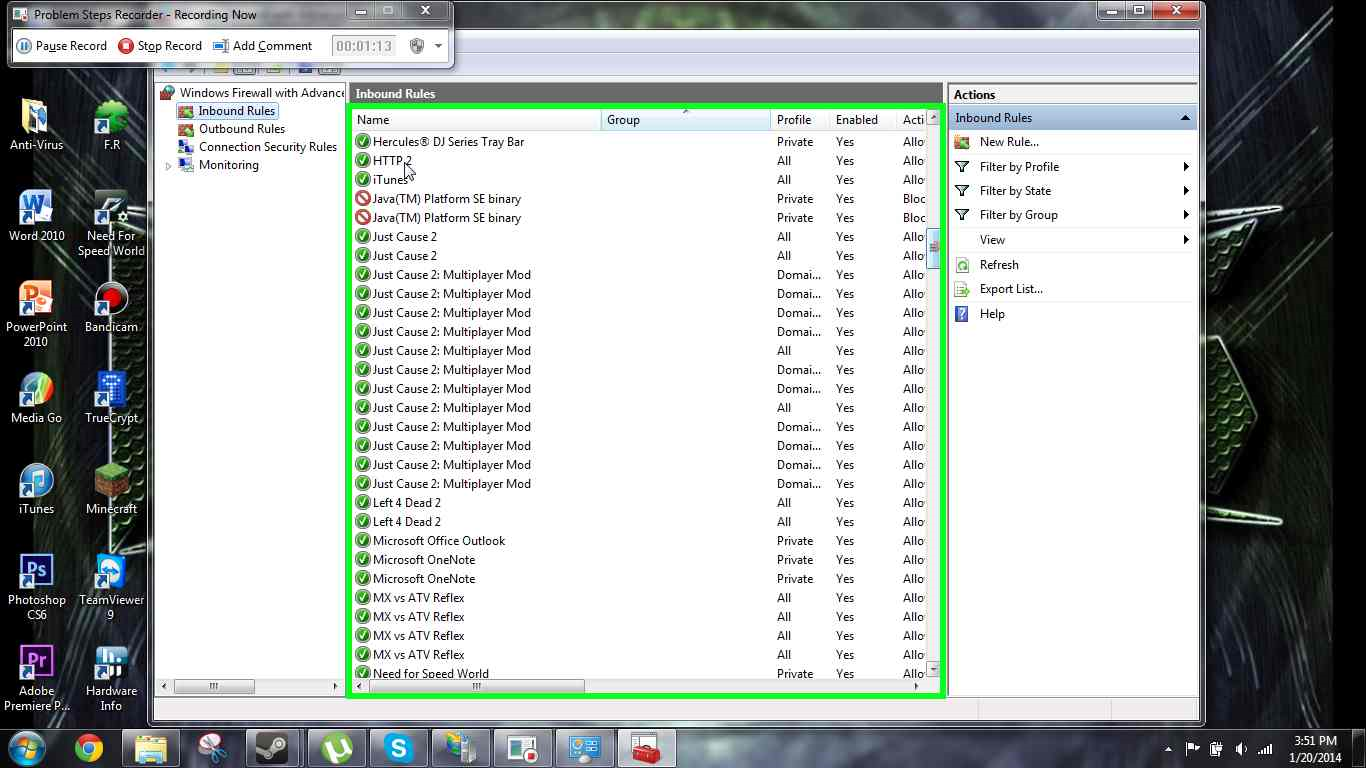 Problem Steps Recorder - Recording Now
Pause Record
Stop Record
Add Comment
00:01:13
Windows Firewall with Advance
Inbound Rules
Outbound Rules
Connection Security Rules
Monitoring
Inbound Rules
Name Group Profile Enabled Acti
Hercules® DJ Series Tray Bar Private Yes Allo
HTTP 2 All Yes Allo
iTunes All Yes Allo
Java(TM) Platform SE binary Private Yes Bloc
Java(TM) Platform SE binary Private Yes Bloc
Just Cause 2 All Yes Allo
Just Cause 2 All Yes Allo
Just Cause 2: Multiplayer Mod Domai... Yes Allo
Just Cause 2: Multiplayer Mod Domai... Yes Allo
Just Cause 2: Multiplayer Mod Domai... Yes Allo
Just Cause 2: Multiplayer Mod Domai... Yes Allo
Just Cause 2: Multiplayer Mod All Yes Allo
Just Cause 2: Multiplayer Mod Domai... Yes Allo
Just Cause 2: Multiplayer Mod Domai... Yes Allo
Just Cause 2: Multiplayer Mod All Yes Allo
Just Cause 2: Multiplayer Mod Domai... Yes Allo
Just Cause 2: Multiplayer Mod Domai... Yes Allo
Just Cause 2: Multiplayer Mod Domai... Yes Allo
Just Cause 2: Multiplayer Mod Domai... Yes Allo
Left 4 Dead 2 All Yes Allo
Left 4 Dead 2 All Yes Allo
Microsoft Office Outlook Private Yes Allo
Microsoft OneNote Private Yes Allo
Microsoft OneNote Private Yes Allo
MX vs ATV Reflex All Yes Allo
MX vs ATV Reflex All Yes Allo
MX vs ATV Reflex All Yes Allo
MX vs ATV Reflex All Yes Allo
Need for Speed World Private Yes Allo
Actions
Inbound Rules
New Rule...
Filter by Profile
Filter by State
Filter by Group
View
Refresh
Export List...
Help
Anti-Virus
F.R
Word 2010
Need For
Speed World
PowerPoint
2010
Bandicam
Media Go
TrueCrypt
iTunes
Minecraft
Photoshop
CS6
TeamViewer
9
Adobe
Premiere P...
Hardware
Info
3:51 PM
1/20/2014